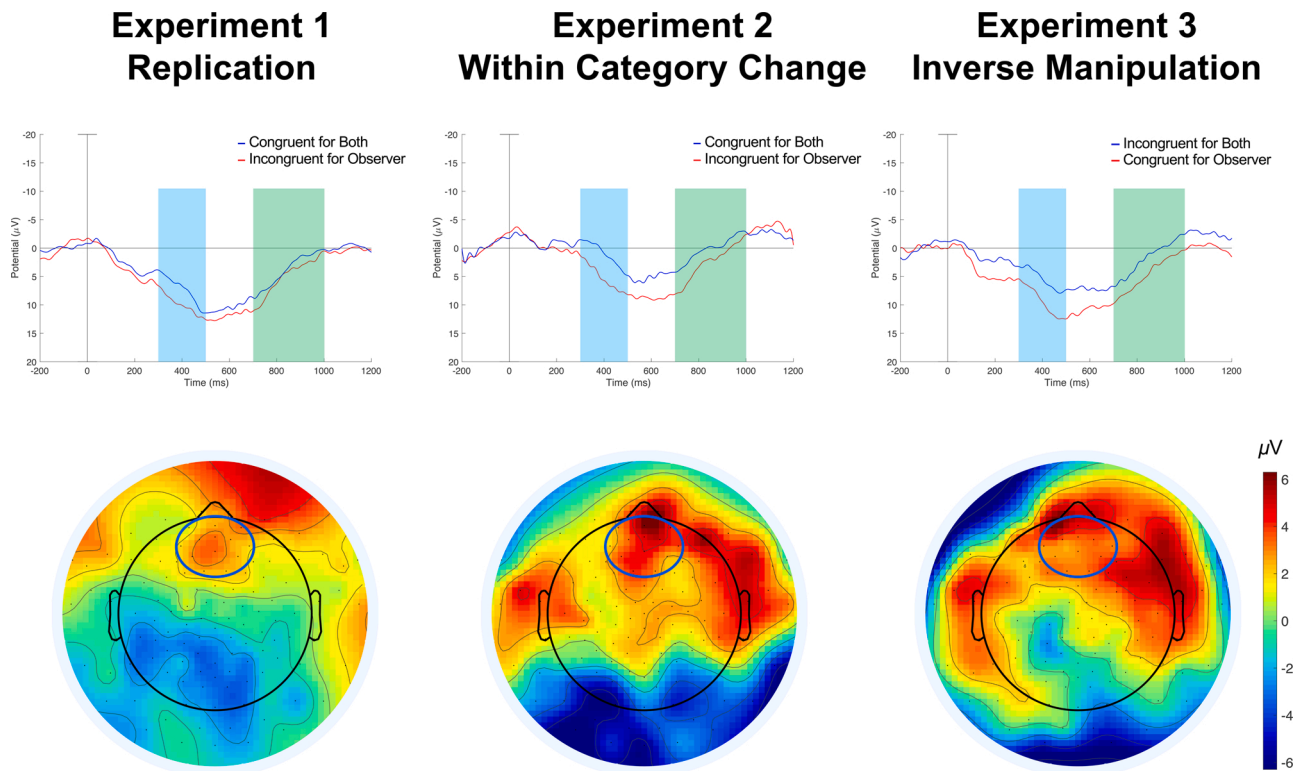 Experiment 1
Replication
Experiment 2
Within Category Change
Experiment 3
Inverse Manipulation
-20
-15
-10
-5
0
5
10
15
20
Potential (μV)
-200 0 200 400 600 800 1000 1200
Time (ms)
Congruent for Both
Incongruent for Observer
-20
-15
-10
-5
0
5
10
15
20
Potential (μV)
-200 0 200 400 600 800 1000 1200
Time (ms)
Congruent for Both
Incongruent for Observer
-20
-15
-10
-5
0
5
10
15
20
Potential (μV)
-200 0 200 400 600 800 1000 1200
Time (ms)
Incongruent for Both
Congruent for Observer
μV
6
4
2
0
-2
-4
-6